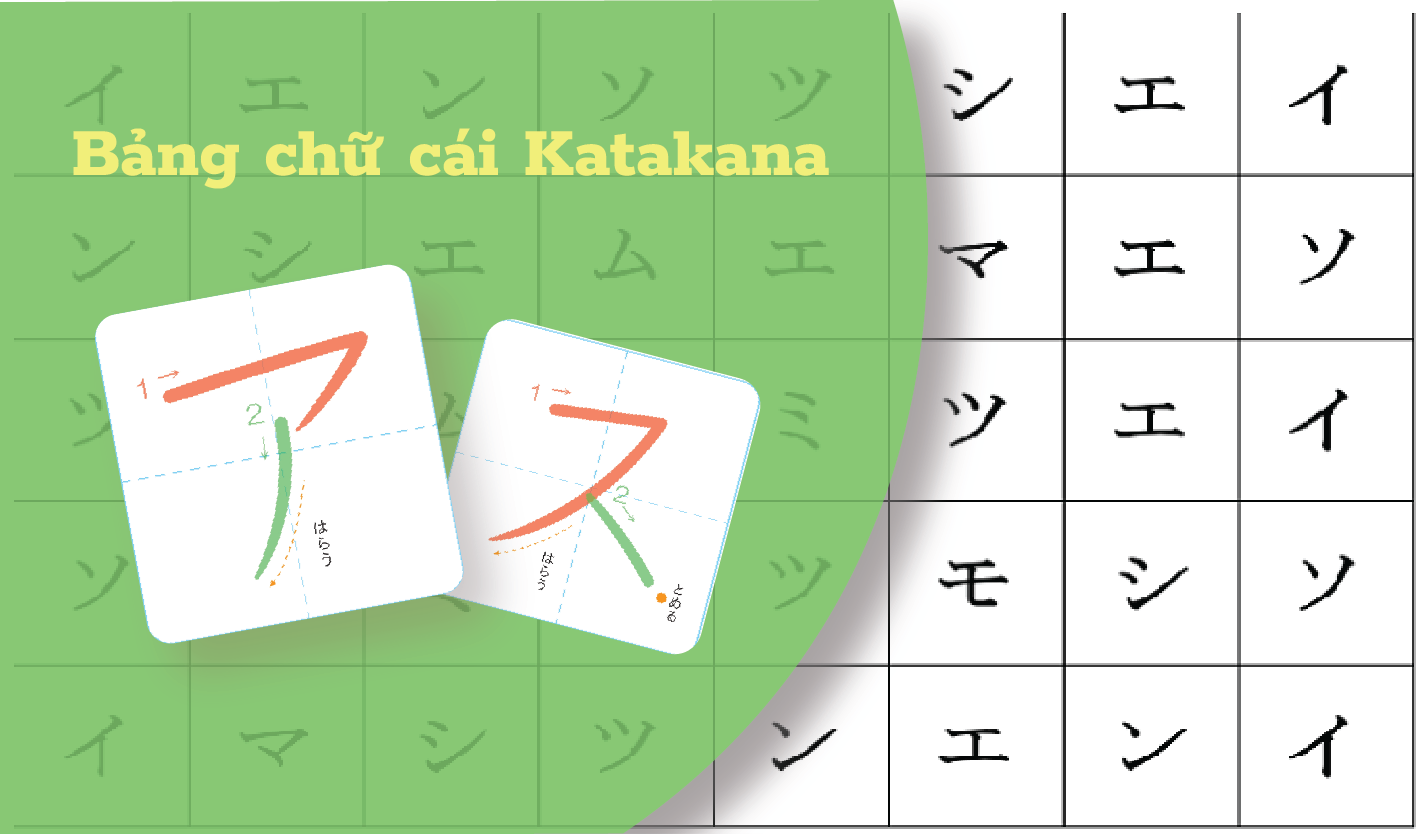 イ エ ン ソ ツ シ エ イ
Bảng chữ cái Katakana
ン シ エ ム エ マ エ ソ
ツ ム ミ ツ エ イ
ソ ツ モ シ ソ
イ マ シ ツ ン エ ン イ
ア
1
2
はらう
ス
1
2
はらう
とめる